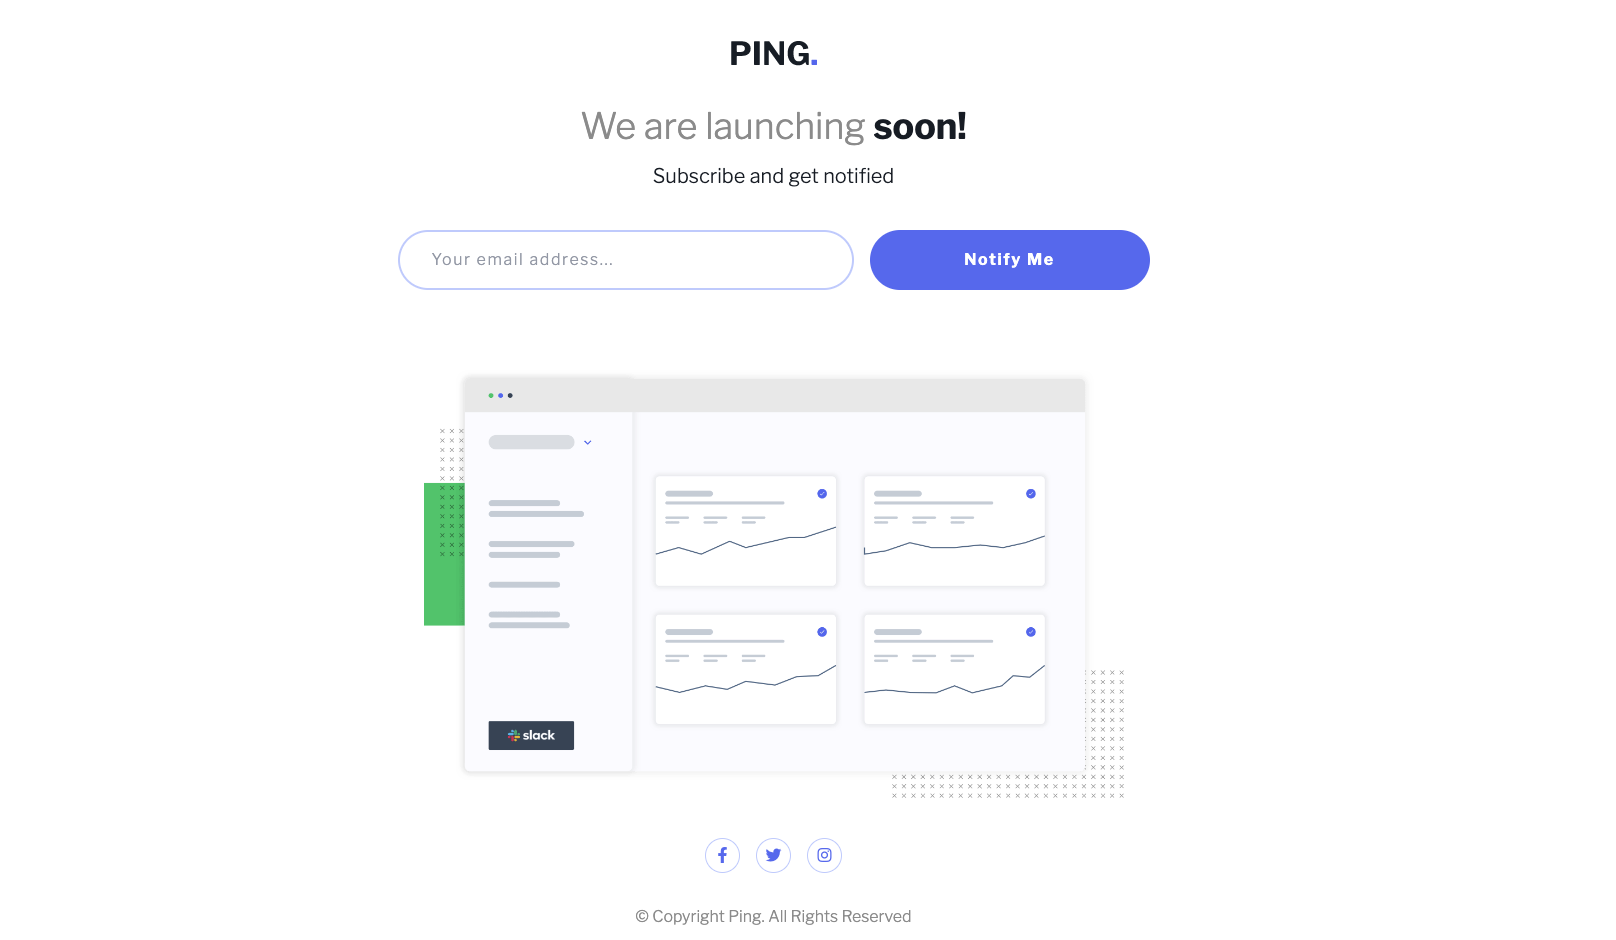 PING.
We are launching soon!
Subscribe and get notified
Your email address...
Notify Me
slack
© Copyright Ping. All Rights Reserved